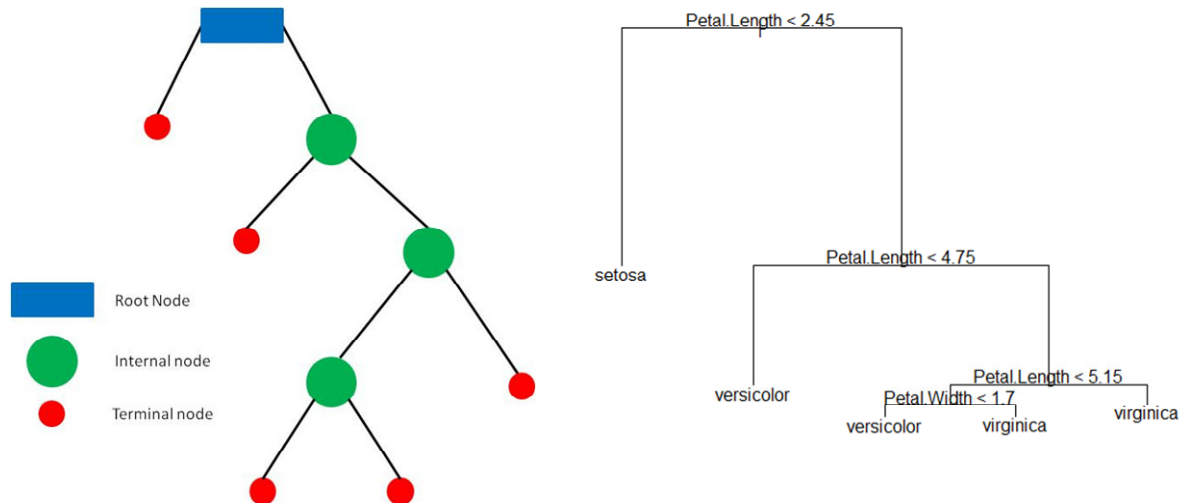 Root Node
Internal node
Terminal node
Petal.Length < 2.45
setosa
Petal.Length < 4.75
versicolor
Petal.Length < 5.15
Petal.Width < 1.7
versicolor
virginica
virginica